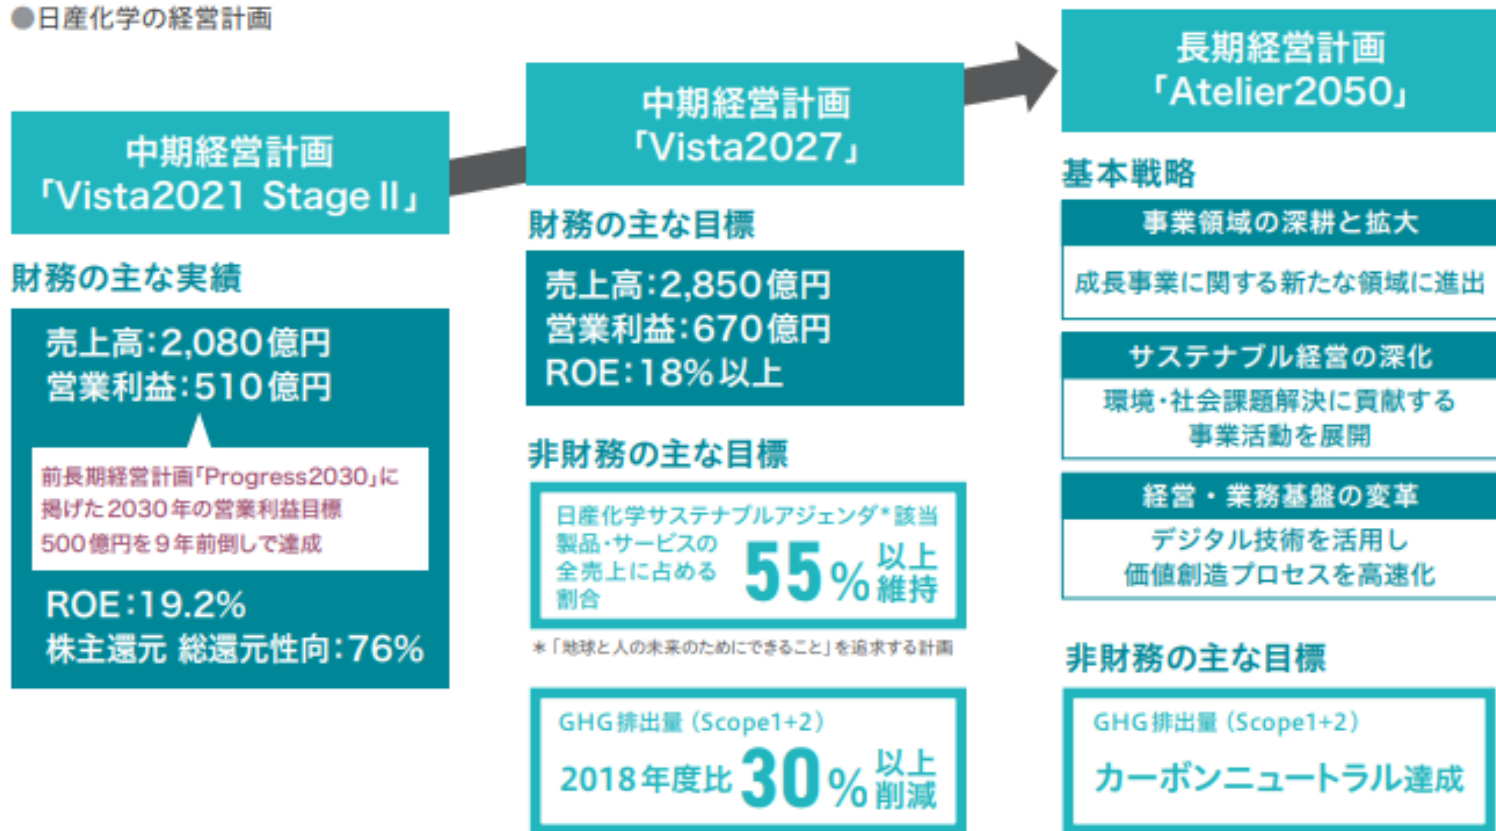 ●日産化学の経営計画
中期経営計画
「Vista2021 Stage II」
財務の主な実績
売上高：2,080億円
営業利益：510億円
前長期経営計画「Progress2030」に
掲げた2030年の営業利益目標
500億円を9年前倒しで達成
ROE：19.2%
株主還元 総還元性向：76%
中期経営計画
「Vista2027」
財務の主な目標
売上高：2,850億円
営業利益：670億円
ROE：18%以上
非財務の主な目標
日産化学サステナブルアジェンダ*該当
製品・サービスの
全売上に占める
割合
55%以上
維持
*「地球と人の未来のためにできること」を追求する計画
GHG排出量（Scope1+2）
2018年度比30%以上
削減
長期経営計画
「Atelier2050」
基本戦略
事業領域の深耕と拡大
成長事業に関する新たな領域に進出
サステナブル経営の深化
環境・社会課題解決に貢献する
事業活動を展開
経営・業務基盤の変革
デジタル技術を活用し
価値創造プロセスを高速化
非財務の主な目標
GHG排出量（Scope1+2）
カーボンニュートラル達成